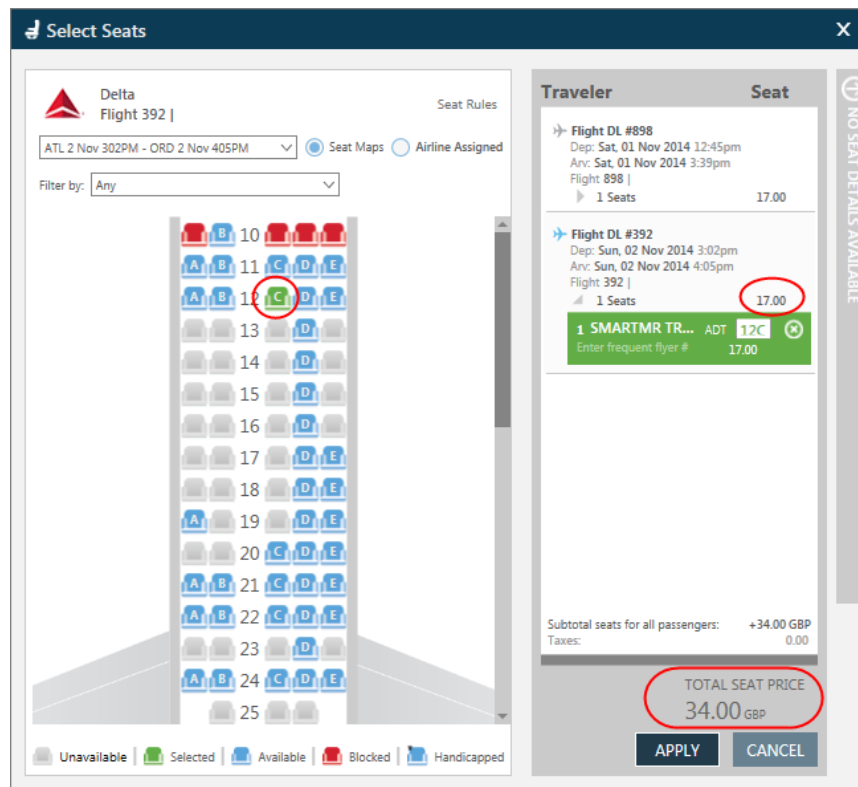 Select Seats X
Delta
Flight 392 |
Seat Rules
ATL 2 Nov 302PM - ORD 2 Nov 405PM Seat Maps Airline Assigned
Filter by: Any
B 10
A B 11 C D E
A B 12 C D E
13 D
14 D
15 D
16 D
17 D E
18 D E
A 19 D E
20 C D E
A B 21 C D E
A B 22 C D E
23 D
A B 24 C D E
25
Unavailable | Selected | Available | Blocked | Handicapped
Traveler Seat
Flight DL #898
Dep: Sat, 01 Nov 2014 12:45pm
Arv: Sat, 01 Nov 2014 3:39pm
Flight 898 |
1 Seats 17.00
Flight DL #392
Dep: Sun, 02 Nov 2014 3:02pm
Arv: Sun, 02 Nov 2014 4:05pm
Flight 392 |
1 Seats 17.00
1 SMARTMR TR... ADT 12C
Enter frequent flyer # 17.00
Subtotal seats for all passengers: +34.00 GBP
Taxes: 0.00
TOTAL SEAT PRICE
34.00 GBP
APPLY CANCEL
NO SEAT DETAILS AVAILABLE